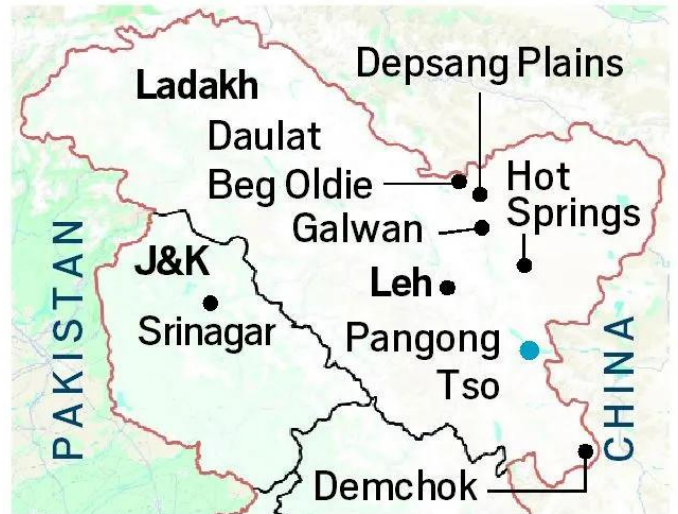 Depsang Plains
Ladakh
Daulat
Beg Oldie
Hot
Springs
Galwan
J&K
Leh
Srinagar
Pangong
Tso
PAKISTAN
CHINA
Demchok